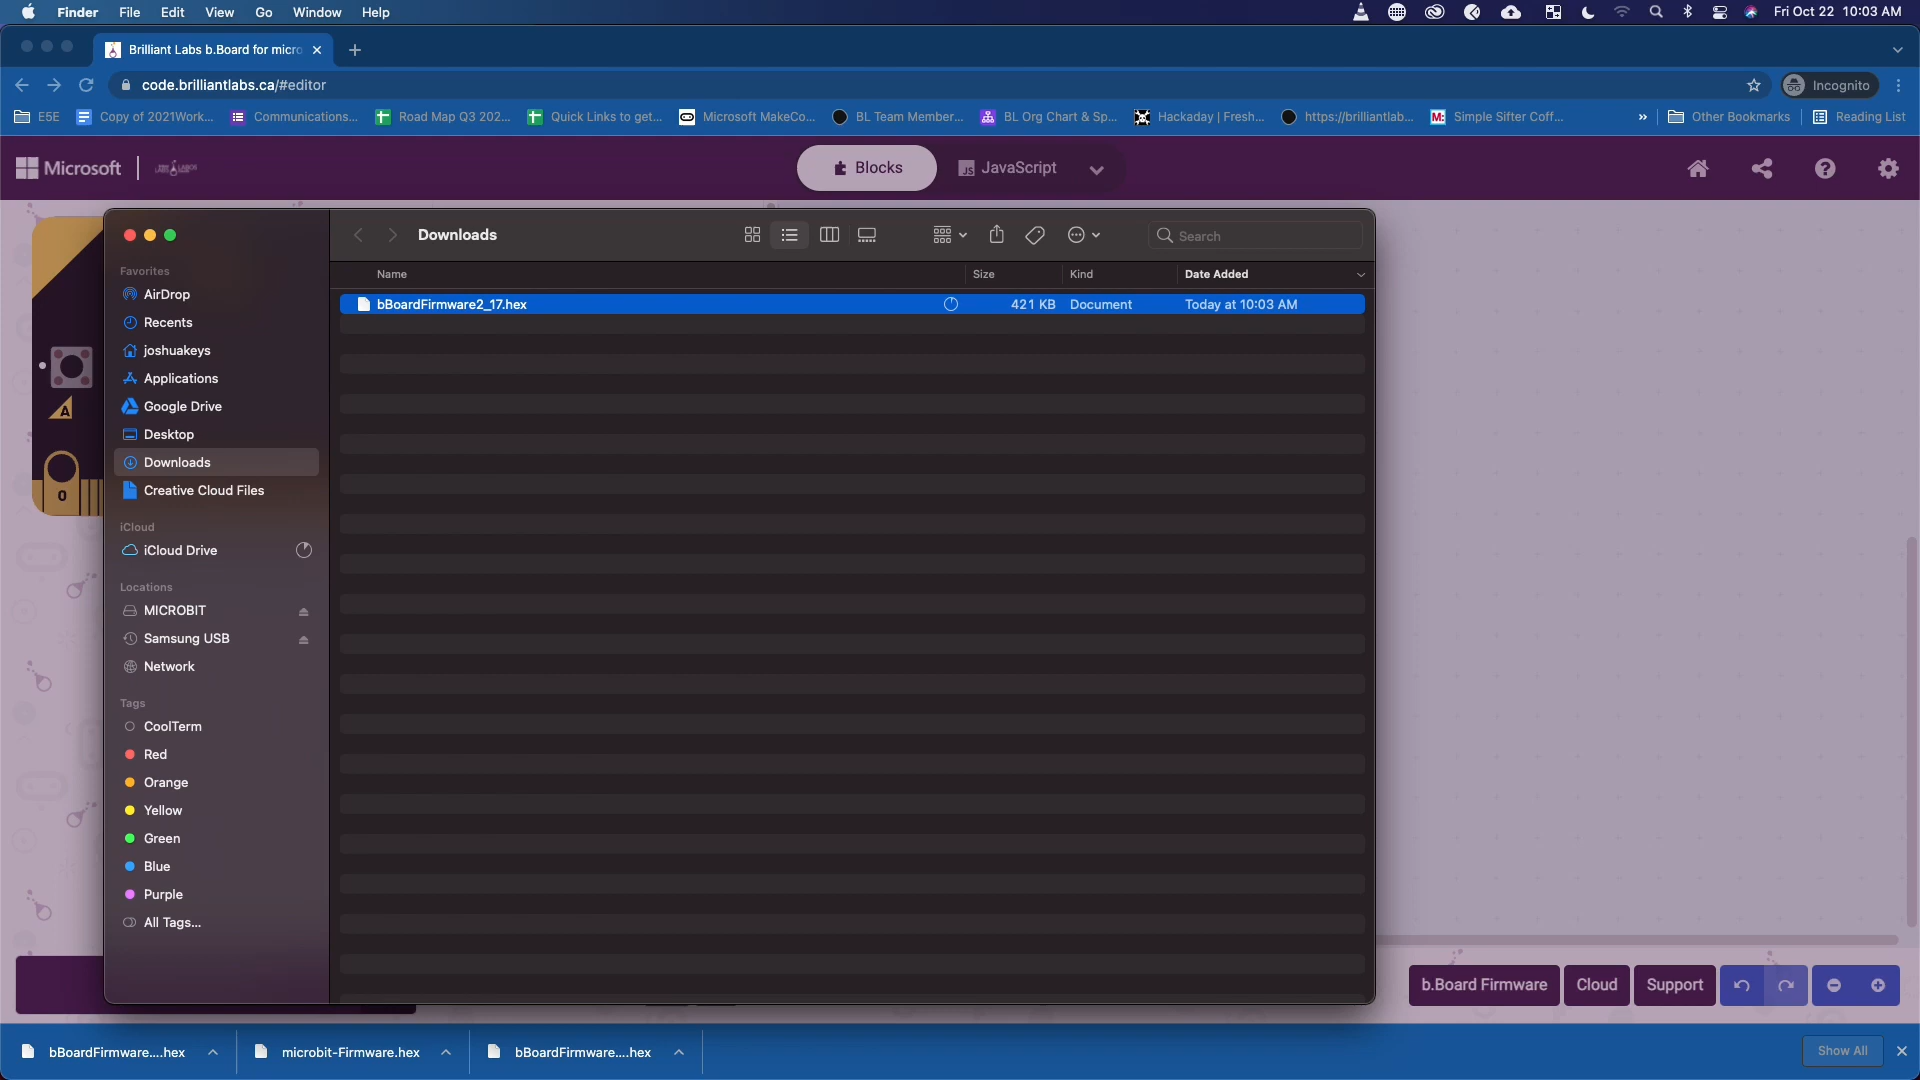 Finder File Edit View Go Window Help Fri Oct 22 10:03 AM
Brilliant Labs b.Board for micro
code.brilliantlabs.ca/#editor Incognito
E5E Copy of 2021Work... Communications... Road Map Q3 202... Quick Links to get... Microsoft MakeCo... BL Team Member... BL Org Chart & Sp... Hackaday | Fresh... https://brilliantlab... M: Simple Sifter Coff... » Other Bookmarks Reading List
Microsoft Blocks JS JavaScript
Downloads Search
Name Size Kind Date Added
bBoardFirmware2_17.hex 421 KB Document Today at 10:03 AM
Favorites
AirDrop
Recents
joshuakeys
Applications
Google Drive
Desktop
Downloads
Creative Cloud Files
iCloud
iCloud Drive
Locations
MICROBIT
Samsung USB
Network
Tags
CoolTerm
Red
Orange
Yellow
Green
Blue
Purple
All Tags...
A
0
b.Board Firmware Cloud Support
bBoardFirmware....hex microbit-Firmware.hex bBoardFirmware....hex Show All